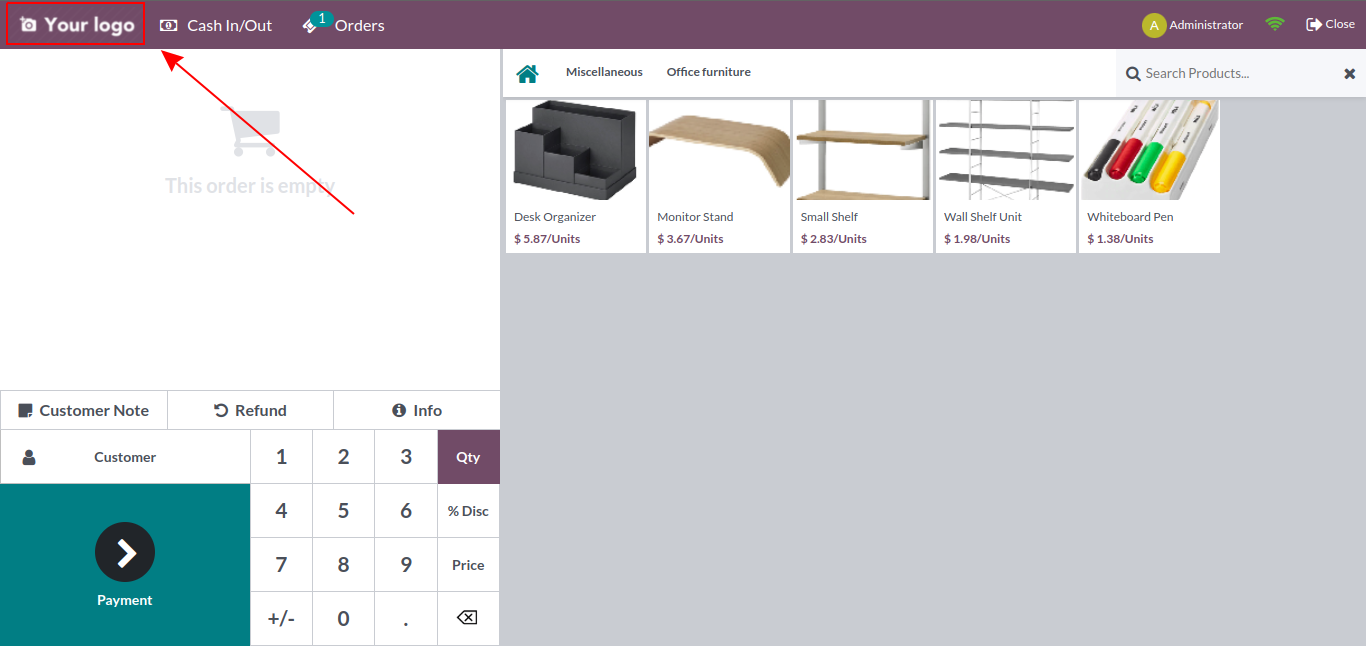 Your logo
Cash In/Out
1
Orders
A
Administrator
Close
This order is empty
Miscellaneous
Office furniture
Search Products...
Desk Organizer
$ 5.87/Units
Monitor Stand
$ 3.67/Units
Small Shelf
$ 2.83/Units
Wall Shelf Unit
$ 1.98/Units
Whiteboard Pen
$ 1.38/Units
Customer Note
Refund
Info
Customer
1
2
3
Qty
4
5
6
% Disc
7
8
9
Price
+/-
0
.
Payment